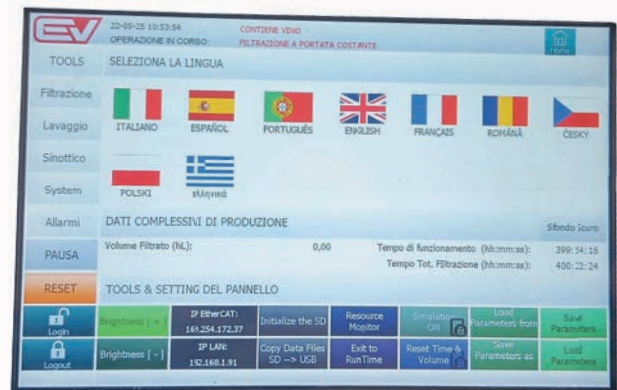 EV
22-05-25 10:53:54
CONTIENE VINO
OPERAZIONE IN CORSO:
FILTRAZIONE A PORTATA COSTANTE
Home
TOOLS
SELEZIONA LA LINGUA
Filtrazione
Lavaggio
ITALIANO
ESPAÑOL
PORTUGUÊS
ENGLISH
FRANÇAIS
ROMÂNĂ
ČESKÝ
Sinottico
System
POLSKI
ελληνικά
Allarmi
DATI COMPLESSIVI DI PRODUZIONE
Sfondo Scuro
PAUSA
Volume Filtrato (hL):
0,00
Tempo di funzionamento (hh:mm:ss):
399:54:16
Tempo Tot. Filtrazione (hh:mm:ss):
400:22:24
RESET
TOOLS & SETTING DEL PANNELLO
Login
Brightness [ + ]
IP EtherCAT:
169.254.172.37
Initialize the SD
Resource
Monitor
Simulation
ON
Load
Parameters from
Save
Parameters
Logout
Brightness [ - ]
IP LAN:
192.168.1.91
Copy Data Files
SD --> USB
Exit to
RunTime
Reset Time &
Volume
Save
Parameters as
Load
Parameters